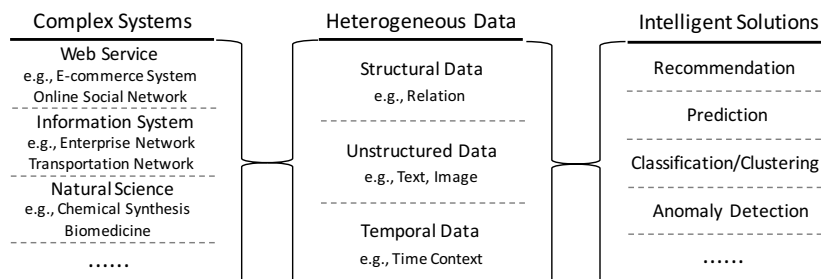 Complex Systems
Web Service
e.g., E-commerce System
Online Social Network
Information System
e.g., Enterprise Network
Transportation Network
Natural Science
e.g., Chemical Synthesis
Biomedicine
......
Heterogeneous Data
Structural Data
e.g., Relation
Unstructured Data
e.g., Text, Image
Temporal Data
e.g., Time Context
Intelligent Solutions
Recommendation
Prediction
Classification/Clustering
Anomaly Detection
......